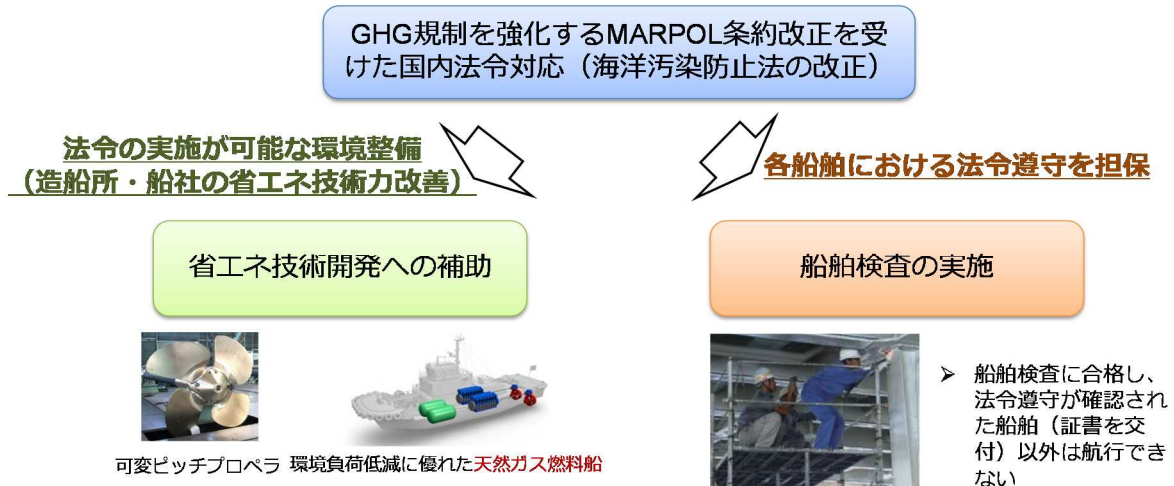 GHG規制を強化するMARPOL条約改正を受
けた国内法令対応（海洋汚染防止法の改正）
法令の実施が可能な環境整備
（造船所・船社の省エネ技術力改善）
各船舶における法令遵守を担保
省エネ技術開発への補助
船舶検査の実施
可変ピッチプロペラ
環境負荷低減に優れた天然ガス燃料船
➢ 船舶検査に合格し、
法令遵守が確認され
た船舶（証書を交
付）以外は航行でき
ない